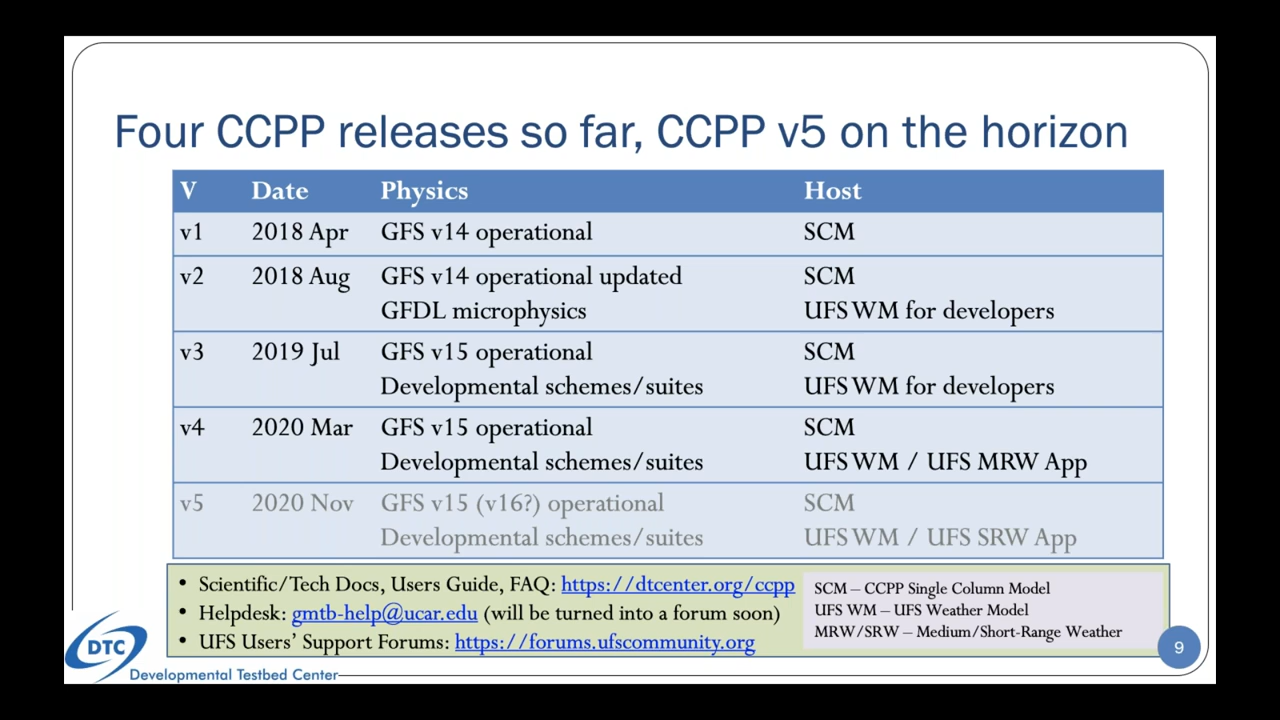 Four CCPP releases so far, CCPP v5 on the horizon
V Date Physics Host
v1 2018 Apr GFS v14 operational SCM
v2 2018 Aug GFS v14 operational updated SCM
GFDL microphysics UFS WM for developers
v3 2019 Jul GFS v15 operational SCM
Developmental schemes/suites UFS WM for developers
v4 2020 Mar GFS v15 operational SCM
Developmental schemes/suites UFS WM / UFS MRW App
v5 2020 Nov GFS v15 (v16?) operational SCM
Developmental schemes/suites UFS WM / UFS SRW App
• Scientific/Tech Docs, Users Guide, FAQ: https://dtcenter.org/ccpp
• Helpdesk: gmtb-help@ucar.edu (will be turned into a forum soon)
• UFS Users' Support Forums: https://forums.ufscommunity.org
SCM – CCPP Single Column Model
UFS WM – UFS Weather Model
MRW/SRW – Medium/Short-Range Weather
DTC
Developmental Testbed Center
9